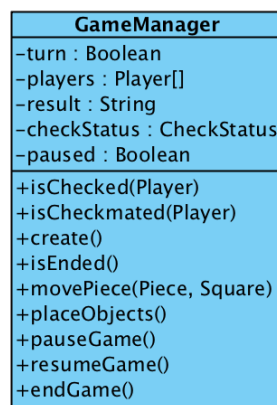 GameManager
-turn : Boolean
-players : Player[]
-result : String
-checkStatus : CheckStatus
-paused : Boolean
+isChecked(Player)
+isCheckmated(Player)
+create()
+isEnded()
+movePiece(Piece, Square)
+placeObjects()
+pauseGame()
+resumeGame()
+endGame()